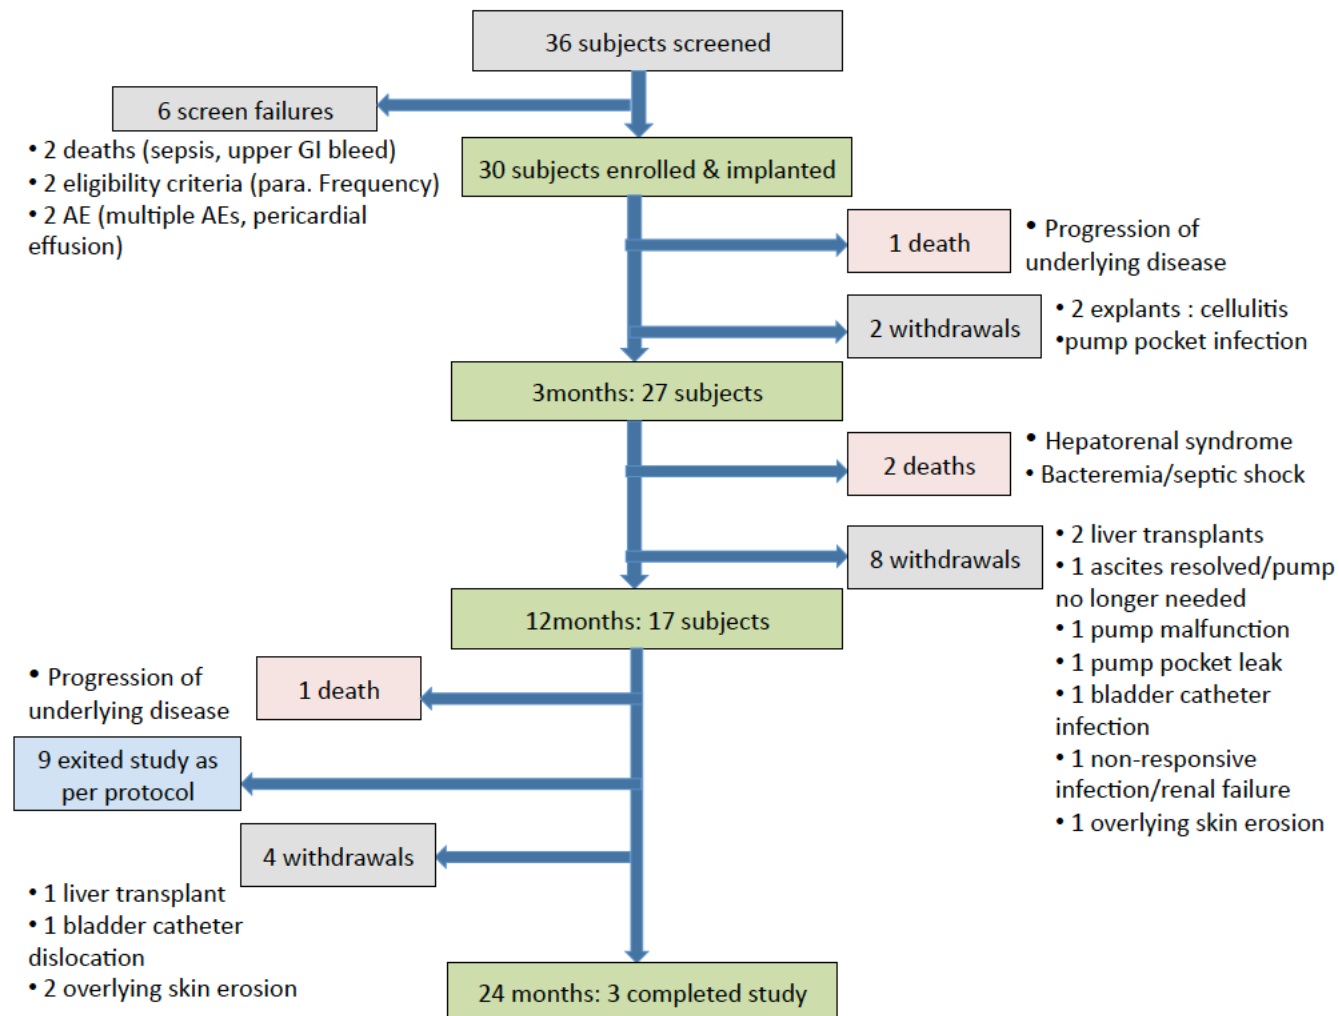 36 subjects screened
6 screen failures
• 2 deaths (sepsis, upper GI bleed)
• 2 eligibility criteria (para. Frequency)
• 2 AE (multiple AEs, pericardial
effusion)
30 subjects enrolled & implanted
1 death
• Progression of
underlying disease
2 withdrawals
• 2 explants : cellulitis
•pump pocket infection
3months: 27 subjects
2 deaths
• Hepatorenal syndrome
• Bacteremia/septic shock
8 withdrawals
• 2 liver transplants
• 1 ascites resolved/pump
no longer needed
• 1 pump malfunction
• 1 pump pocket leak
• 1 bladder catheter
infection
• 1 non-responsive
infection/renal failure
• 1 overlying skin erosion
12months: 17 subjects
1 death
• Progression of
underlying disease
9 exited study as
per protocol
4 withdrawals
• 1 liver transplant
• 1 bladder catheter
dislocation
• 2 overlying skin erosion
24 months: 3 completed study